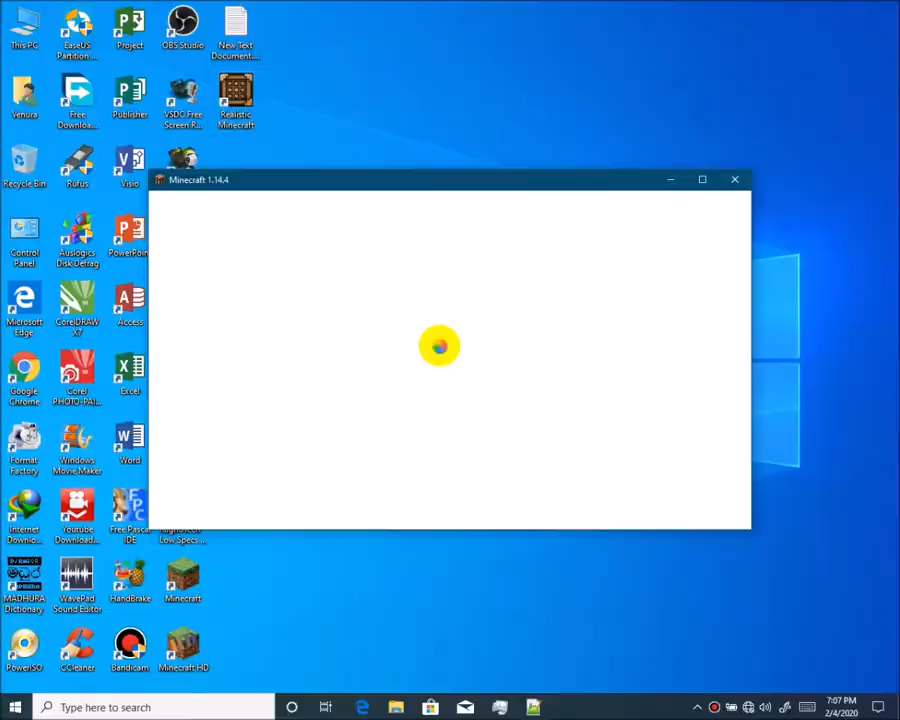 This PC
EaseUS
Partition ...
Project
OBS Studio
New Text
Document....
Venura
Free
Downloa...
Publisher
VSDC Free
Screen R...
Realistic
Minecraft
Recycle Bin
Rufus
Visio
Minecraft 1.14.4
Control
Panel
Auslogics
Disk Defrag
PowerPoin
Microsoft
Edge
CorelDRAW
X7
Access
Google
Chrome
Corel
PHOTO-PAI...
Excel
Format
Factory
Windows
Movie Maker
Word
Internet
Downlo...
Youtube
Download...
Free Pasca
IDE
Low Specs...
MADHURA
Dictionary
WavePad
Sound Editor
HandBrake
Minecraft
PowerISO
CCleaner
Bandicam
Minecraft HD
Type here to search
7:07 PM
2/4/2020